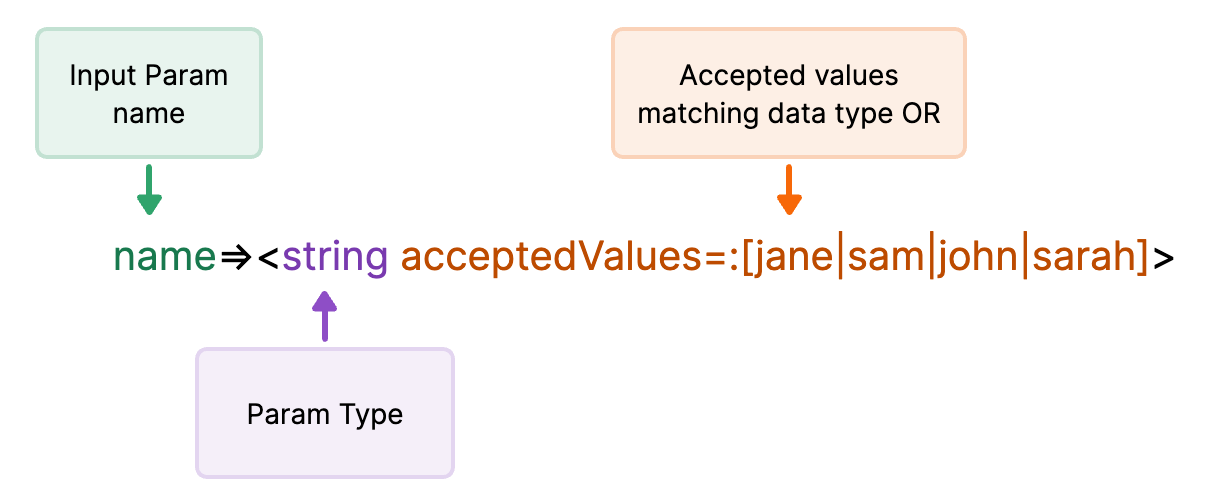 Input Param
name
Accepted values
matching data type OR
name=><string acceptedValues=:[jane|sam|john|sarah]>
Param Type